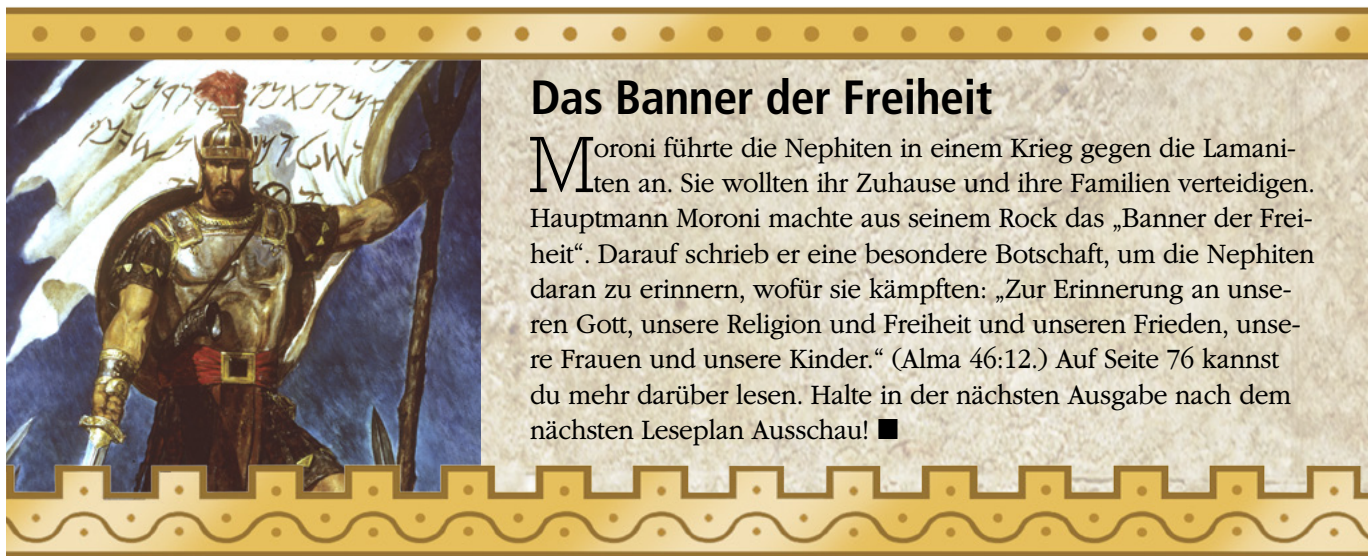 Das Banner der Freiheit
Moroni führte die Nephiten in einem Krieg gegen die Lamani-
ten an. Sie wollten ihr Zuhause und ihre Familien verteidigen.
Hauptmann Moroni machte aus seinem Rock das „Banner der Frei-
heit“. Darauf schrieb er eine besondere Botschaft, um die Nephiten
daran zu erinnern, wofür sie kämpften: „Zur Erinnerung an unse-
ren Gott, unsere Religion und Freiheit und unseren Frieden, unse-
re Frauen und unsere Kinder.“ (Alma 46:12.) Auf Seite 76 kannst
du mehr darüber lesen. Halte in der nächsten Ausgabe nach dem
nächsten Leseplan Ausschau! ■